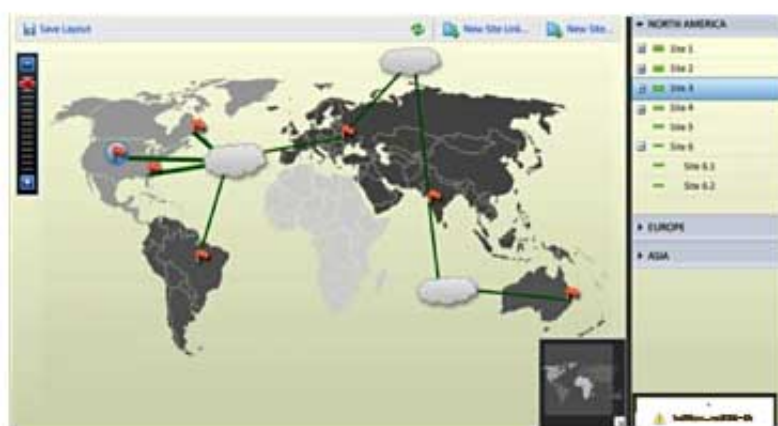 Save Layout
New Site Link...
New Site...
NORTH AMERICA
Site 1
Site 2
Site 3
Site 4
Site 5
Site 6
Site 6.1
Site 6.2
EUROPE
ASIA